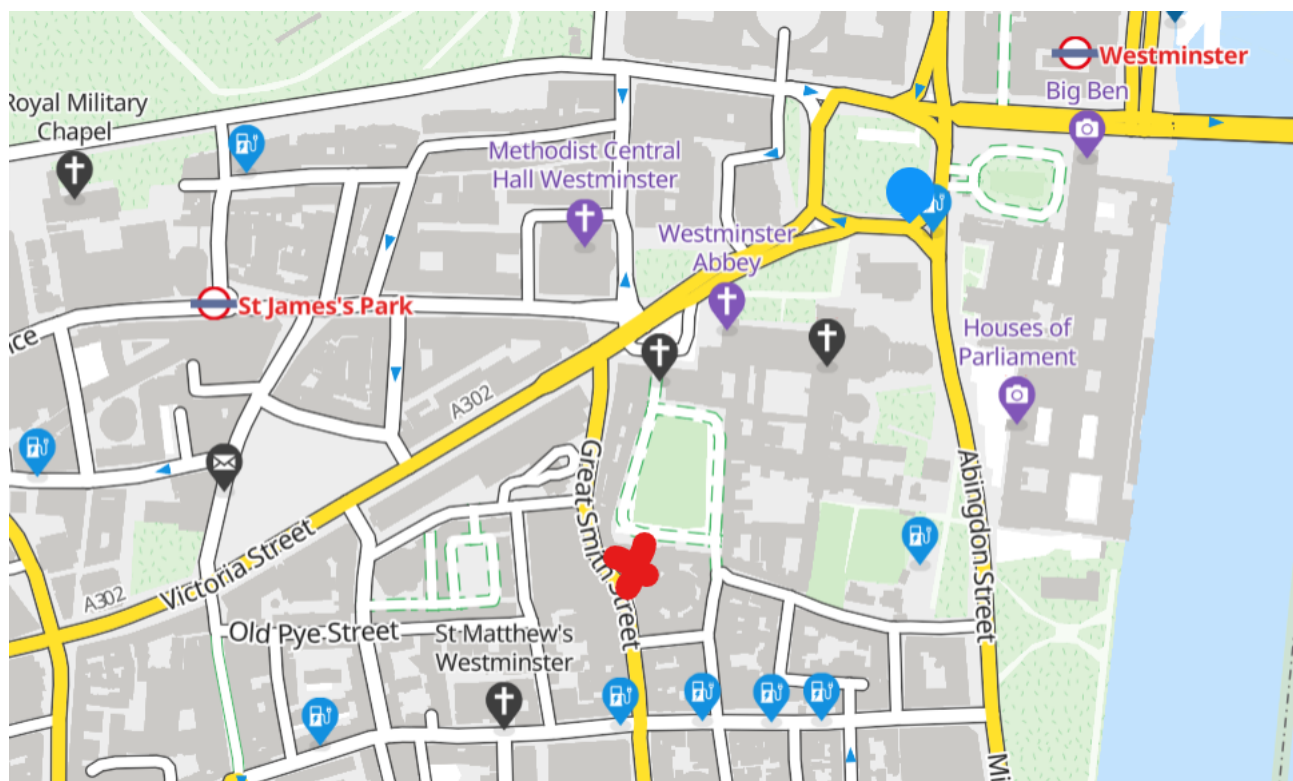 Westminster
Big Ben
Royal Military
Chapel
Methodist Central
Hall Westminster
Westminster
Abbey
St James's Park
Houses of
Parliament
A302
Great Smith Street
Abingdon Street
Victoria Street
A302
Old Pye Street
St Matthew's
Westminster